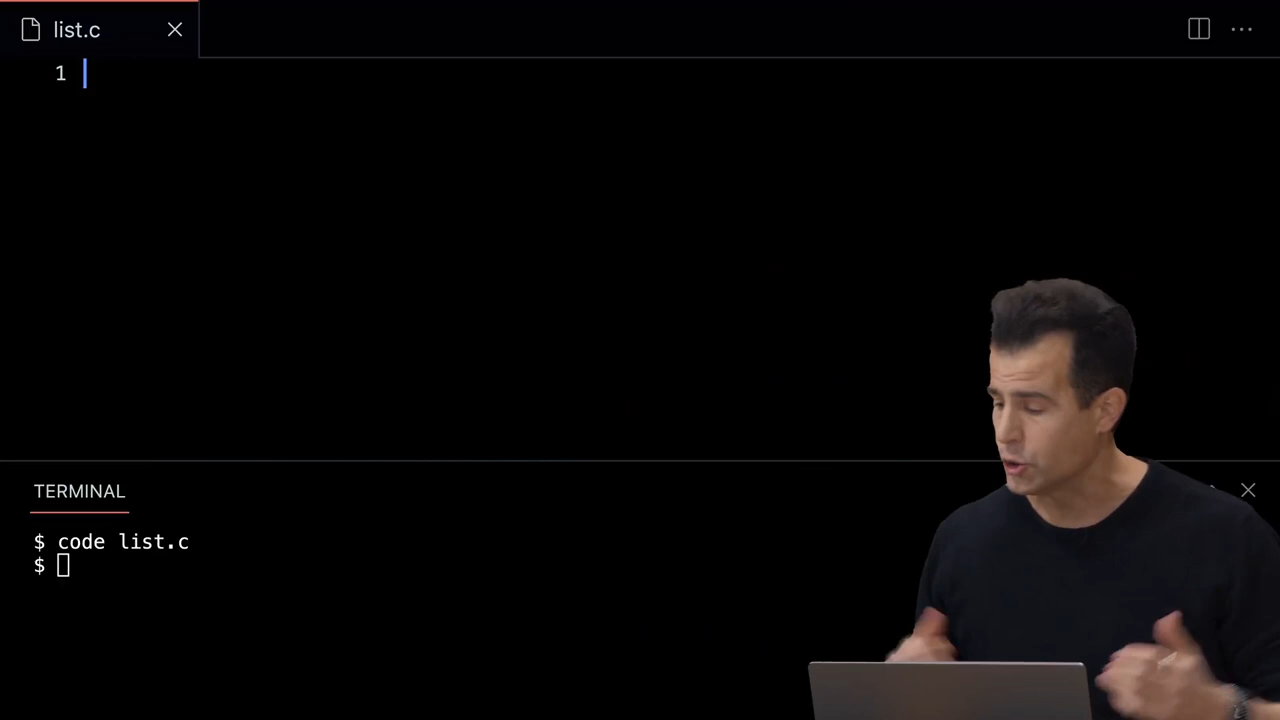 list.c
1
TERMINAL
$ code list.c
$